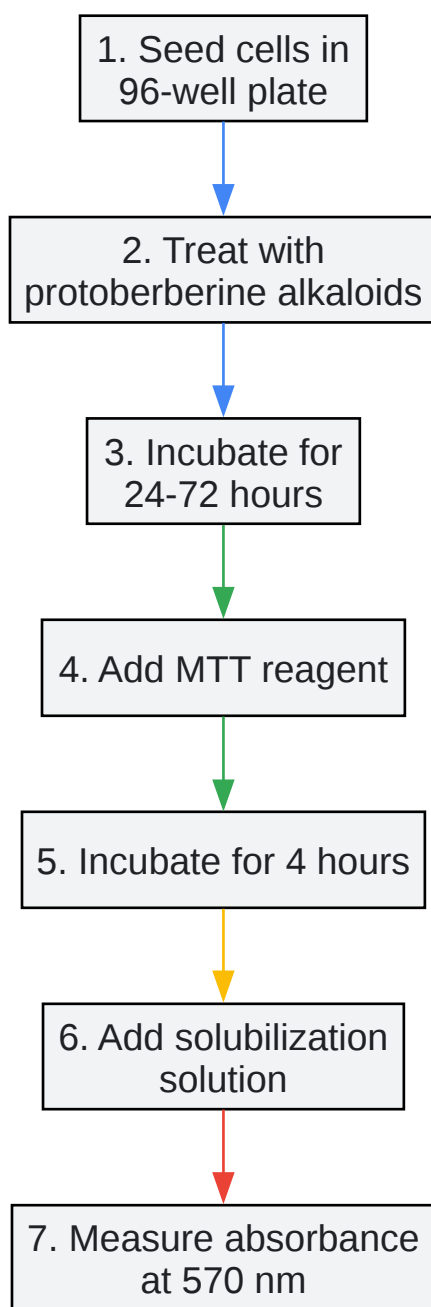 1. Seed cells in
96-well plate
2. Treat with
protoberberine alkaloids
3. Incubate for
24-72 hours
4. Add MTT reagent
5. Incubate for 4 hours
6. Add solubilization
solution
7. Measure absorbance
at 570 nm